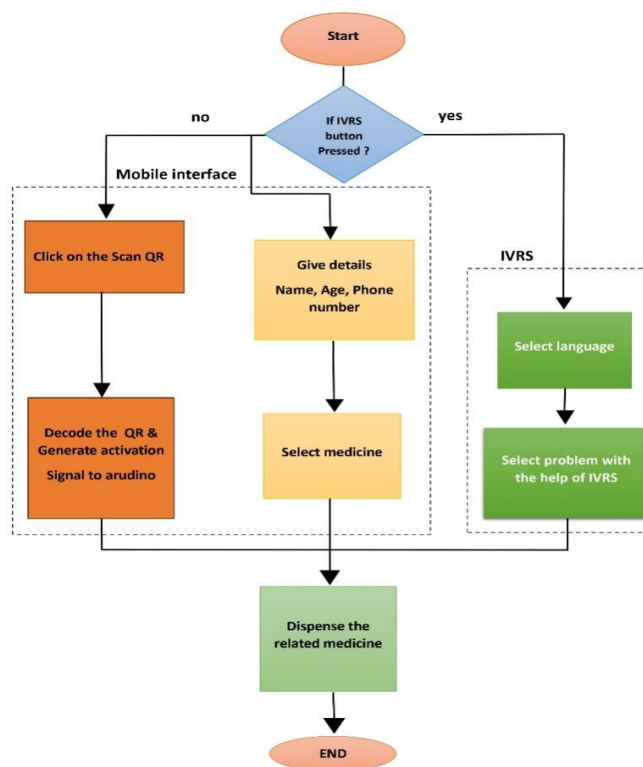 Start
If IVRS
button
Pressed ?
no
yes
Mobile interface
Click on the Scan QR
Give details
Name, Age, Phone
number
IVRS
Select language
Decode the QR &
Generate activation
Signal to arudino
Select medicine
Select problem with
the help of IVRS
Dispense the
related medicine
END